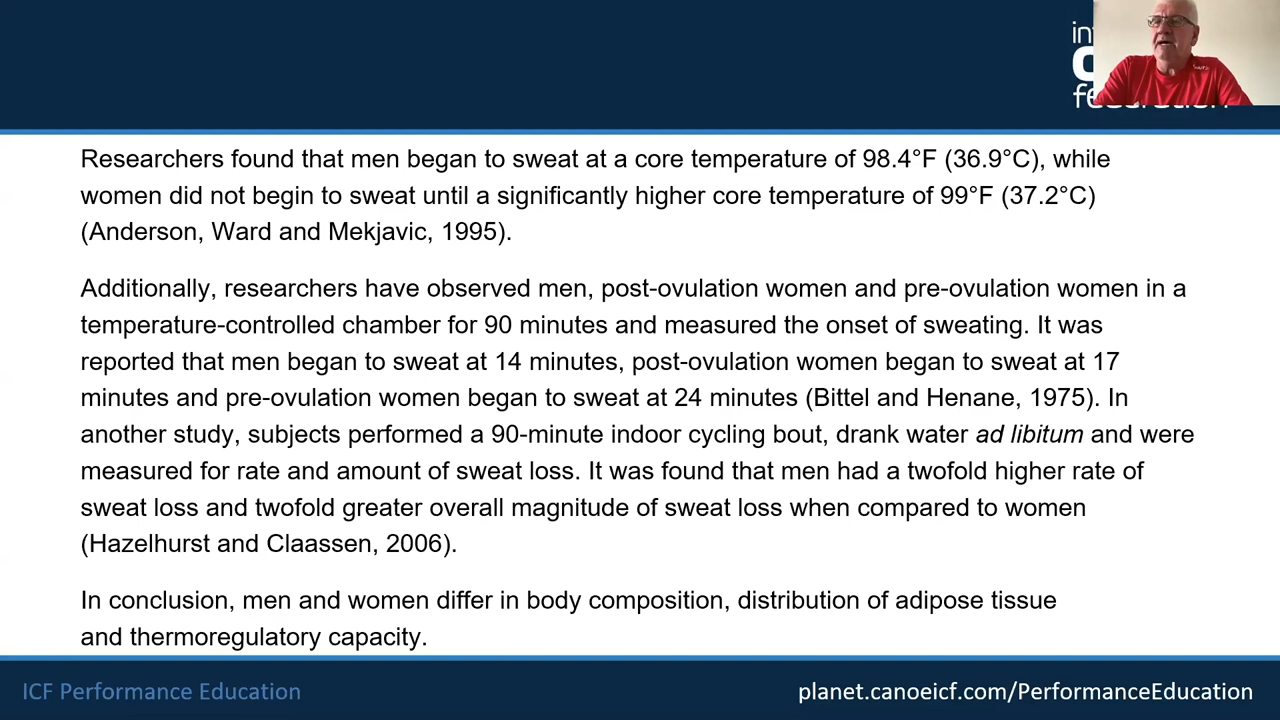 Researchers found that men began to sweat at a core temperature of 98.4°F (36.9°C), while
women did not begin to sweat until a significantly higher core temperature of 99°F (37.2°C)
(Anderson, Ward and Mekjavic, 1995).
Additionally, researchers have observed men, post-ovulation women and pre-ovulation women in a
temperature-controlled chamber for 90 minutes and measured the onset of sweating. It was
reported that men began to sweat at 14 minutes, post-ovulation women began to sweat at 17
minutes and pre-ovulation women began to sweat at 24 minutes (Bittel and Henane, 1975). In
another study, subjects performed a 90-minute indoor cycling bout, drank water ad libitum and were
measured for rate and amount of sweat loss. It was found that men had a twofold higher rate of
sweat loss and twofold greater overall magnitude of sweat loss when compared to women
(Hazelhurst and Claassen, 2006).
In conclusion, men and women differ in body composition, distribution of adipose tissue
and thermoregulatory capacity.
ICF Performance Education
planet.canoeicf.com/PerformanceEducation